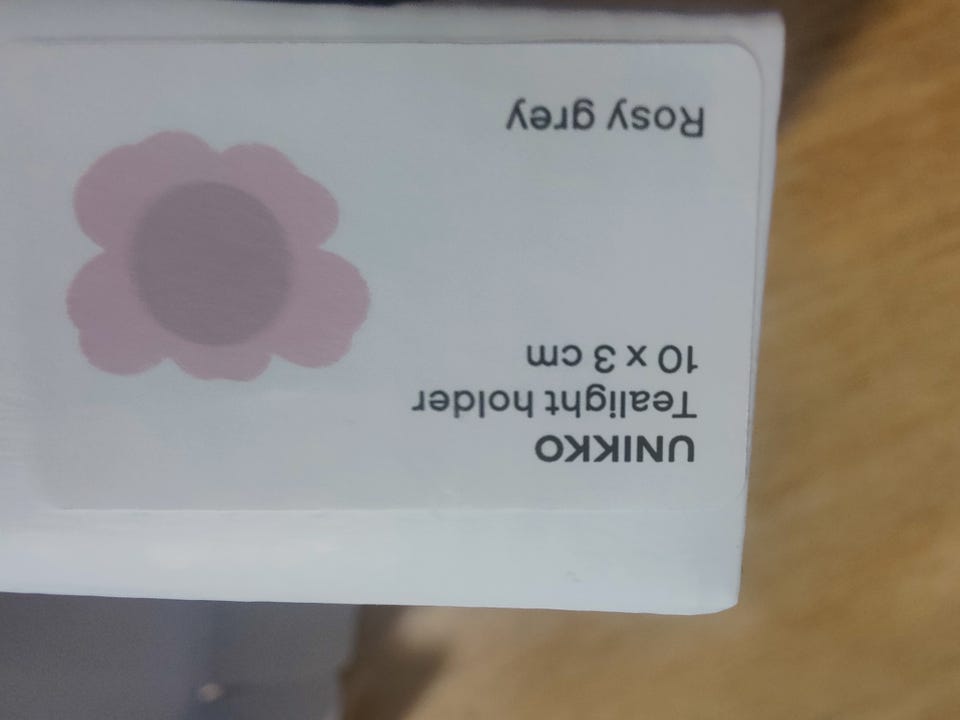 UNIKKO
Tealight holder
10 x 3 cm
Rosy grey